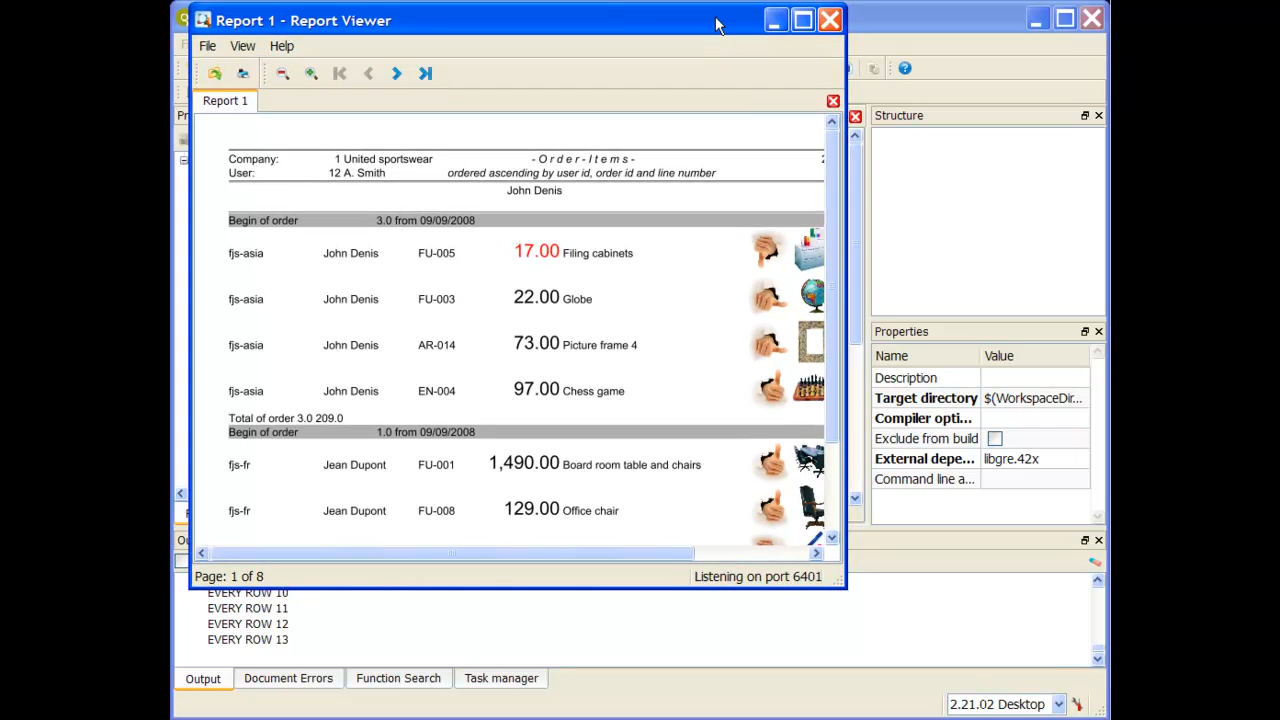 Report 1 - Report Viewer
File View Help
Report 1
Company: 1 United sportswear - O r d e r - I t e m s -
User: 12 A. Smith ordered ascending by user id, order id and line number
John Denis
Begin of order 3.0 from 09/09/2008
fjs-asia John Denis FU-005 17.00 Filing cabinets
fjs-asia John Denis FU-003 22.00 Globe
fjs-asia John Denis AR-014 73.00 Picture frame 4
fjs-asia John Denis EN-004 97.00 Chess game
Total of order 3.0 209.0
Begin of order 1.0 from 09/09/2008
fjs-fr Jean Dupont FU-001 1,490.00 Board room table and chairs
fjs-fr Jean Dupont FU-008 129.00 Office chair
Page: 1 of 8 Listening on port 6401
Structure
Properties
Name Value
Description
Target directory $(WorkspaceDir...
Compiler opti...
Exclude from build
External depe... libgre.42x
Command line a...
EVERY ROW 10
EVERY ROW 11
EVERY ROW 12
EVERY ROW 13
Output Document Errors Function Search Task manager
2.21.02 Desktop